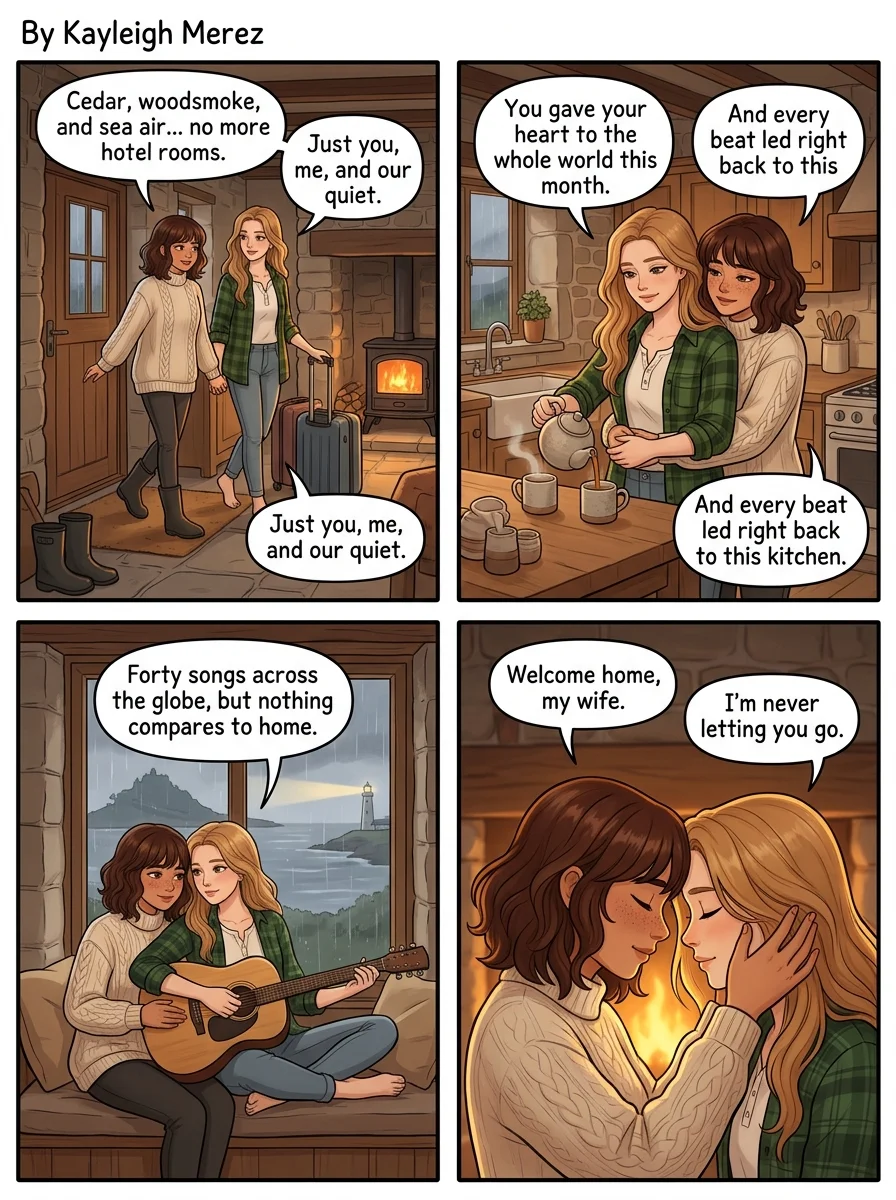 By Kayleigh Merez
Cedar, woodsmoke,
and sea air... no more
hotel rooms.
Just you,
me, and our
quiet.
Just you, me,
and our quiet.
You gave your
heart to the
whole world this
month.
And every
beat led right
back to this
And every beat
led right back
to this kitchen.
Forty songs across
the globe, but nothing
compares to home.
Welcome home,
my wife.
I'm never
letting you go.